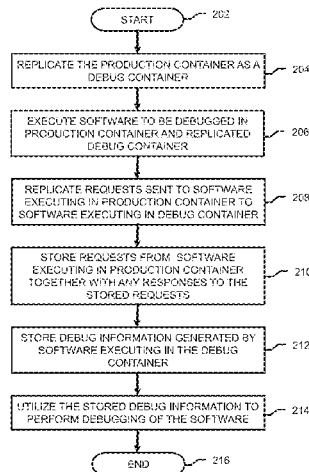 START
202
REPLICATE THE PRODUCTION CONTAINER AS A
DEBUG CONTAINER
204
EXECUTE SOFTWARE TO BE DEBUGGED IN
PRODUCTION CONTAINER AND REPLICATED
DEBUG CONTAINER
206
REPLICATE REQUESTS SENT TO SOFTWARE
EXECUTING IN PRODUCTION CONTAINER TO
SOFTWARE EXECUTING IN DEBUG CONTAINER
208
STORE REQUESTS FROM SOFTWARE
EXECUTING IN PRODUCTION CONTAINER
TOGETHER WITH ANY RESPONSES TO THE
STORED REQUESTS
210
STORE DEBUG INFORMATION GENERATED BY
SOFTWARE EXECUTING IN THE DEBUG
CONTAINER
212
UTILIZE THE STORED DEBUG INFORMATION TO
PERFORM DEBUGGING OF THE SOFTWARE
214
END
216